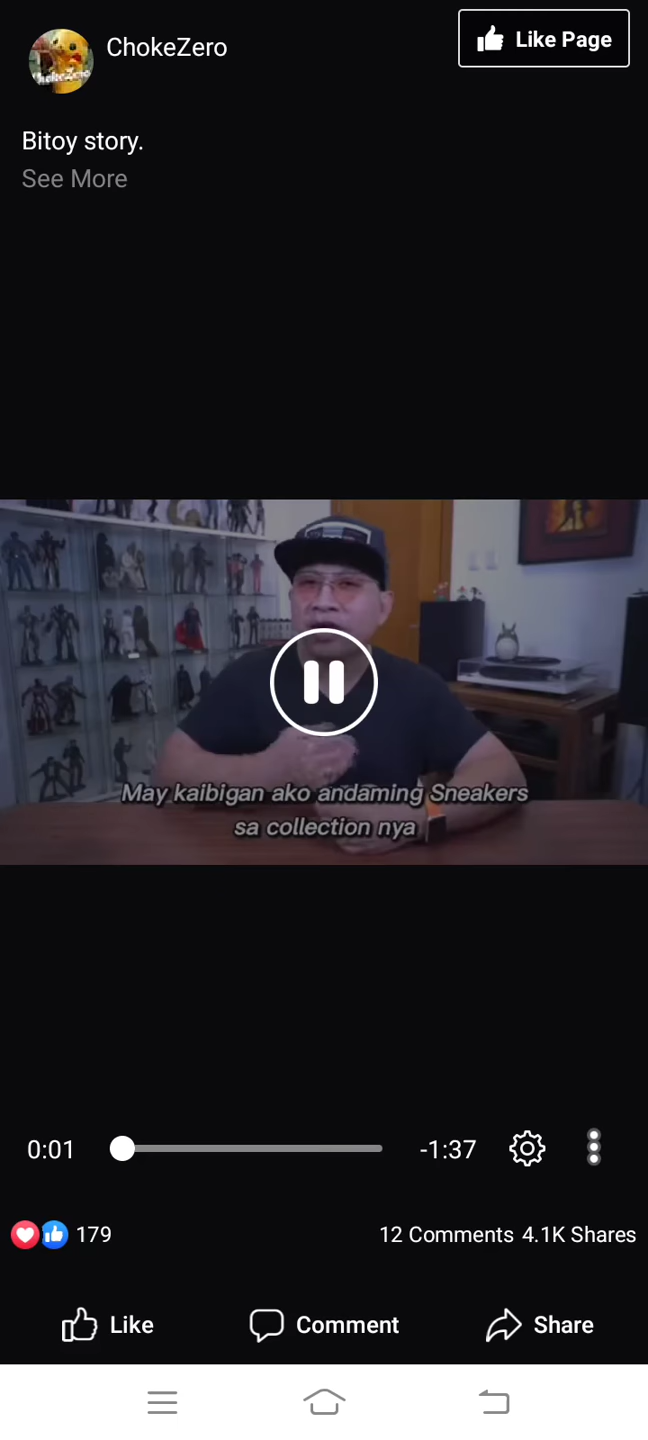 ChokeZero
Like Page
ChokeZero
Bitoy story.
See More
May kaibigan ako andaming Sneakers
sa collection nya
0:01
-1:37
179
12 Comments 4.1K Shares
Like
Comment
Share